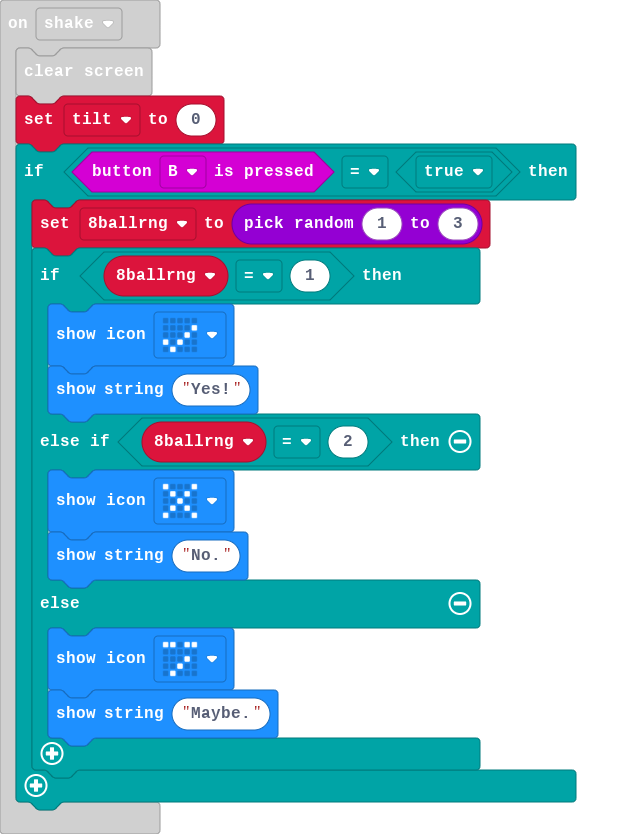 on shake
clear screen
set tilt to 0
if button B is pressed = true then
set 8ballrng to pick random 1 to 3
if 8ballrng = 1 then
show icon
show string "Yes!"
else if 8ballrng = 2 then
show icon
show string "No."
else
show icon
show string "Maybe."